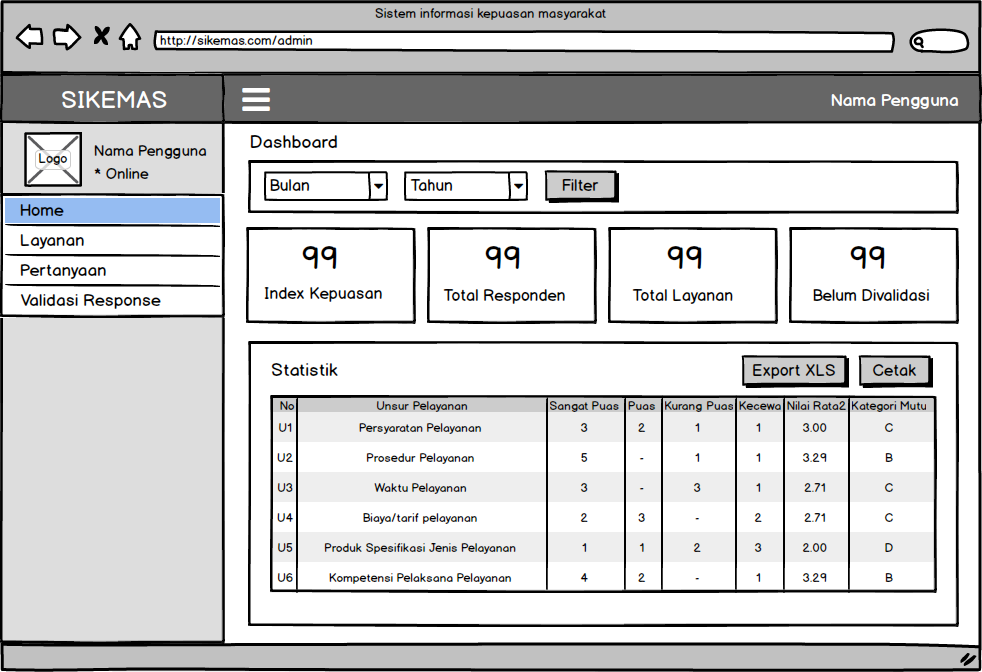 Sistem informasi kepuasan masyarakat
http://sikemas.com/admin
SIKEMAS
Nama Pengguna
Logo
Nama Pengguna
* Online
Home
Layanan
Pertanyaan
Validasi Response
Dashboard
Bulan Tahun Filter
99 99 99 99
Index Kepuasan Total Responden Total Layanan Belum Divalidasi
Statistik Export XLS Cetak
No Unsur Pelayanan Sangat Puas Puas Kurang Puas Kecewa Nilai Rata2 Kategori Mutu
U1 Persyaratan Pelayanan 3 2 1 1 3.00 C
U2 Prosedur Pelayanan 5 - 1 1 3.29 B
U3 Waktu Pelayanan 3 - 3 1 2.71 C
U4 Biaya/tarif pelayanan 2 3 - 2 2.71 C
U5 Produk Spesifikasi Jenis Pelayanan 1 1 2 3 2.00 D
U6 Kompetensi Pelaksana Pelayanan 4 2 - 1 3.29 B